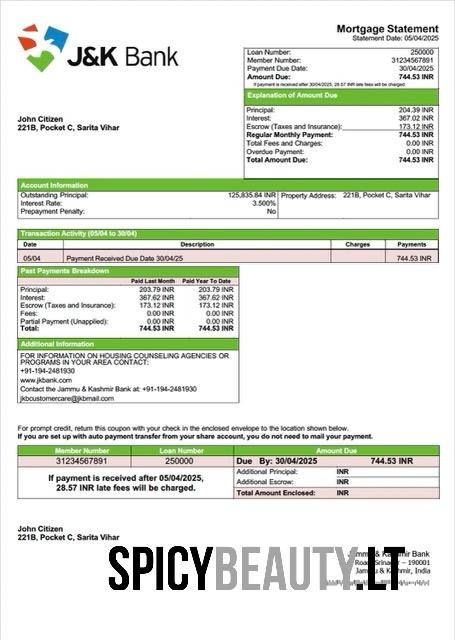 J&K Bank
Mortgage Statement
Statement Date: 05/04/2025
Loan Number: 250000
Member Number: 31234567891
Payment Due Date: 30/04/2025
Amount Due: 744.53 INR
If payment is received after 30/04/2025, 28.57 INR late fees will be charged
Explanation of Amount Due
Principal: 204.39 INR
Interest: 367.02 INR
Escrow (Taxes and Insurance): 173.12 INR
Regular Monthly Payment: 744.53 INR
Total Fees and Charges: 0.00 INR
Overdue Payment: 0.00 INR
Total Amount Due: 744.53 INR
John Citizen
221B, Pocket C, Sarita Vihar
Account Information
Outstanding Principal: 125,835.84 INR Property Address: 221B, Pocket C, Sarita Vihar
Interest Rate: 3.500%
Prepayment Penalty: No
Transaction Activity (05/04 to 30/04)
Date Description Charges Payments
05/04 Payment Received Due Date 30/04/25 744.53 INR
Past Payments Breakdown
Paid Last Month Paid Year To Date
Principal: 203.79 INR 203.79 INR
Interest: 367.62 INR 367.62 INR
Escrow (Taxes and Insurance): 173.12 INR 173.12 INR
Fees: 0.00 INR 0.00 INR
Partial Payment (Unapplied): 0.00 INR 0.00 INR
Total: 744.53 INR 744.53 INR
Additional Information
FOR INFORMATION ON HOUSING COUNSELING AGENCIES OR
PROGRAMS IN YOUR AREA CONTACT:
+91-194-2481930
www.jkbank.com
Contact the Jammu & Kashmir Bank at: +91-194-2481930
jkbcustomercare@jkbmail.com
For prompt credit, return this coupon with your check in the enclosed envelope to the location shown below.
If you are set up with auto payment transfer from your share account, you do not need to mail your payment.
Member Number Loan Number Amount Due
31234567891 250000 Due By: 30/04/2025 744.53 INR
If payment is received after 05/04/2025,
28.57 INR late fees will be charged.
Additional Principal: INR
Additional Escrow: INR
Total Amount Enclosed: INR
John Citizen
221B, Pocket C, Sarita Vihar
Jammu & Kashmir Bank
Road Srinagar – 190001
Jammu & Kashmir, India
SPICYBEAUTY.LT